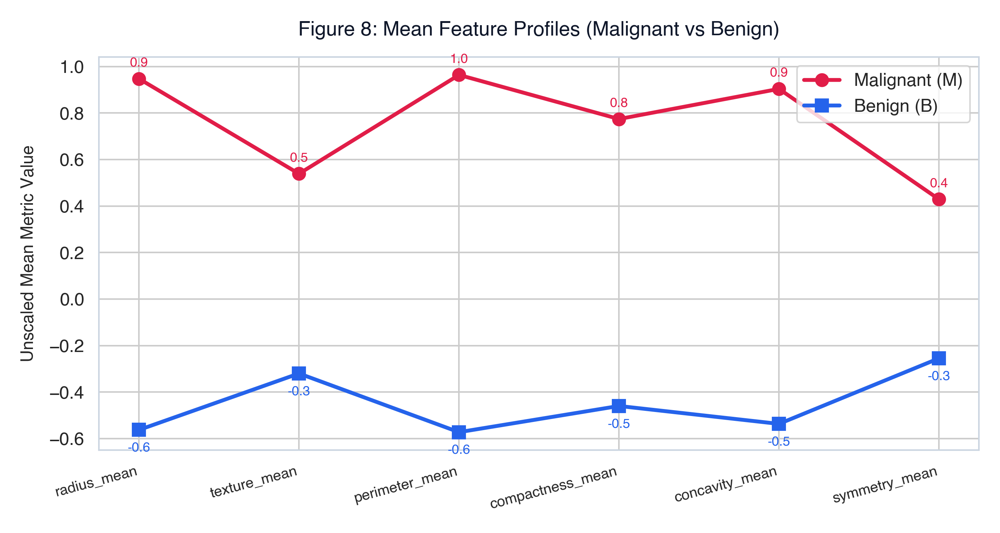 Figure 8: Mean Feature Profiles (Malignant vs Benign)
Unscaled Mean Metric Value
1.0
0.8
0.6
0.4
0.2
0.0
−0.2
−0.4
−0.6
0.9
0.5
1.0
0.8
0.9
0.4
-0.6
-0.3
-0.6
-0.5
-0.5
-0.3
Malignant (M)
Benign (B)
radius_mean
texture_mean
perimeter_mean
compactness_mean
concavity_mean
symmetry_mean